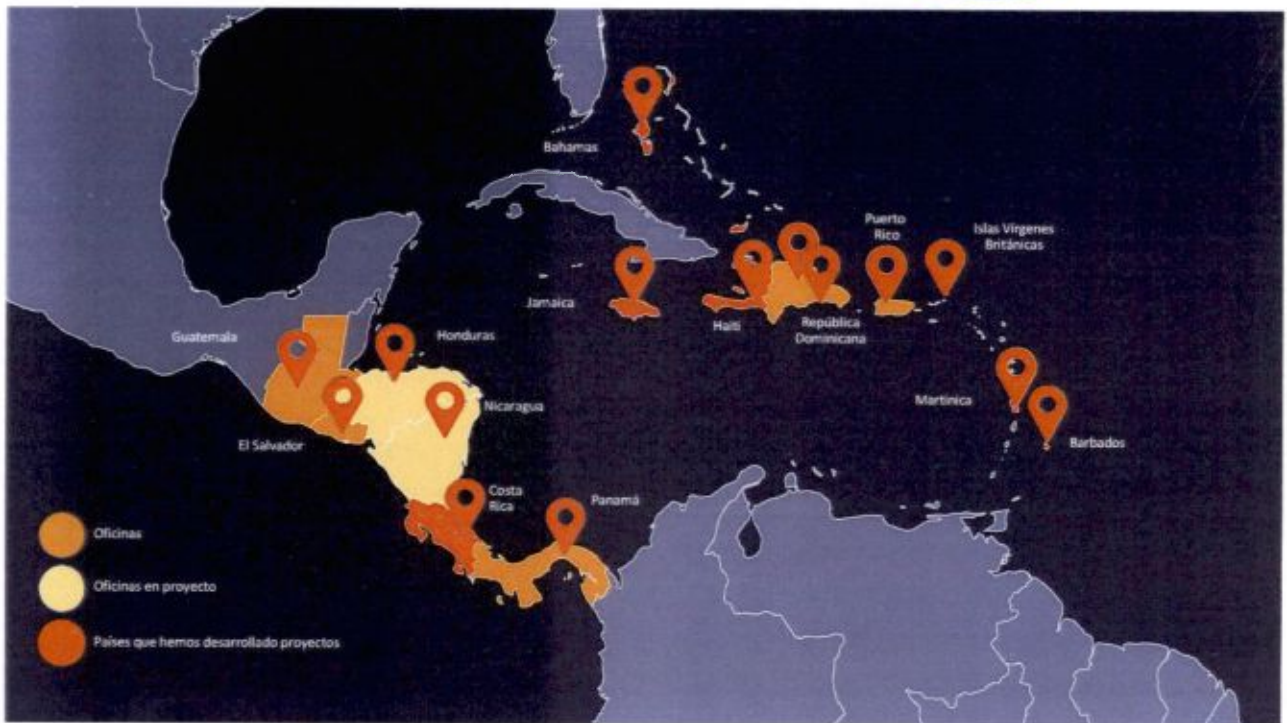 Bahamas
Puerto
Rico
Islas Vírgenes
Británicas
Jamaica
Haití
República
Dominicana
Guatemala
Honduras
Nicaragua
El Salvador
Martinica
Barbados
Costa
Rica
Panamá
Oficinas
Oficinas en proyecto
Países que hemos desarrollado proyectos